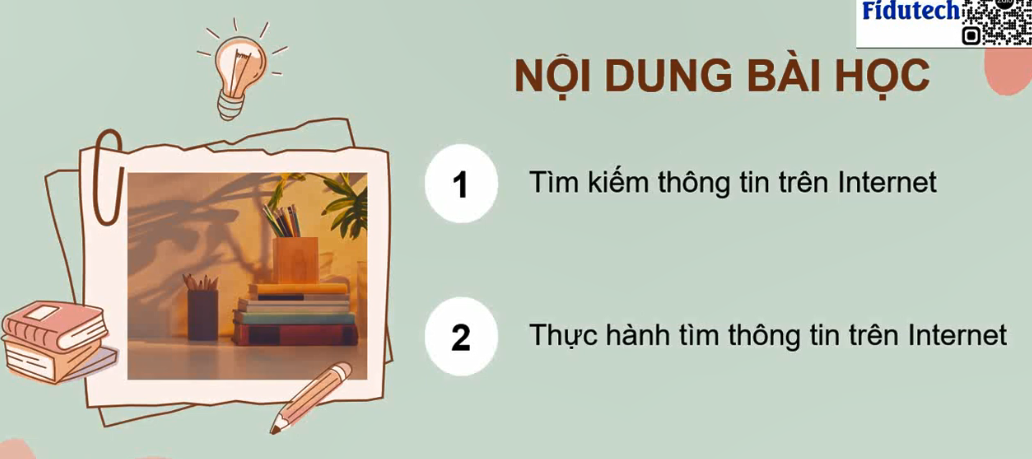 Fidutech
NỘI DUNG BÀI HỌC
1
Tìm kiếm thông tin trên Internet
2
Thực hành tìm thông tin trên Internet